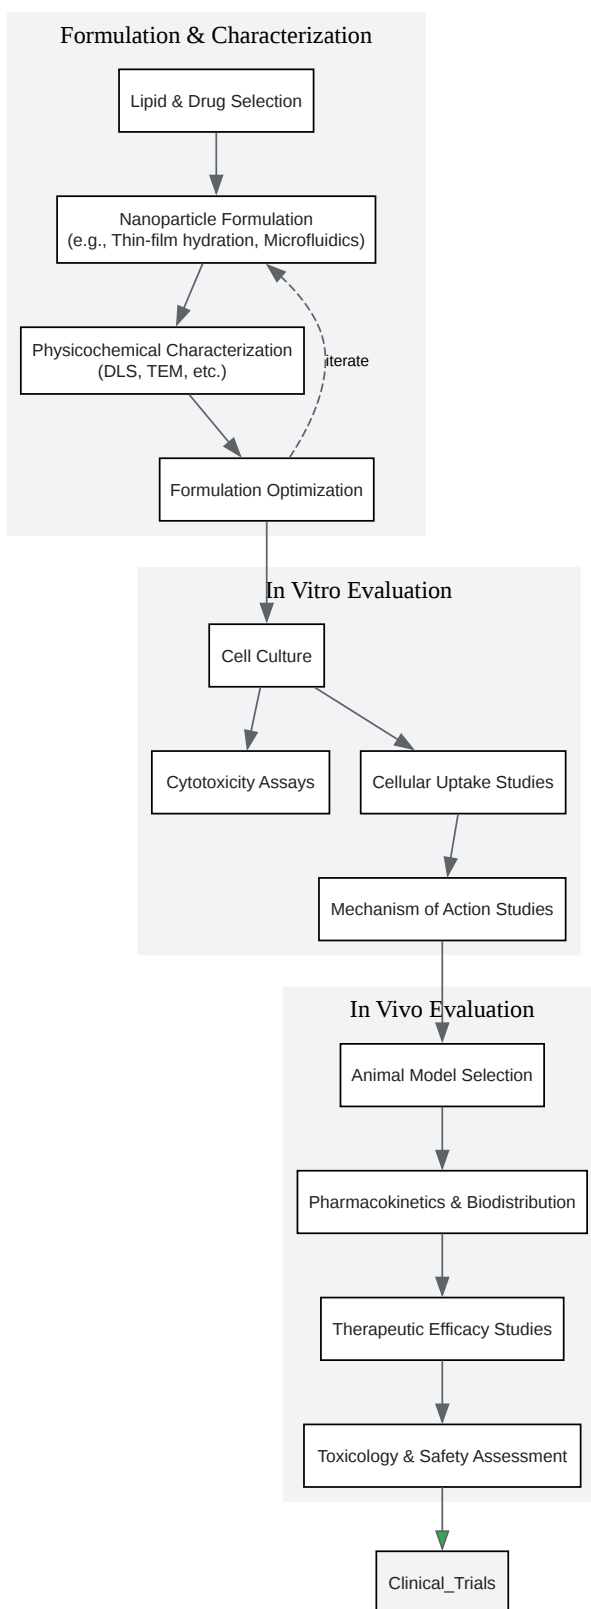 Formulation & Characterization
Lipid & Drug Selection
Nanoparticle Formulation
(e.g., Thin-film hydration, Microfluidics)
Physicochemical Characterization
(DLS, TEM, etc.)
iterate
Formulation Optimization
In Vitro Evaluation
Cell Culture
Cytotoxicity Assays
Cellular Uptake Studies
Mechanism of Action Studies
In Vivo Evaluation
Animal Model Selection
Pharmacokinetics & Biodistribution
Therapeutic Efficacy Studies
Toxicology & Safety Assessment
Clinical_Trials